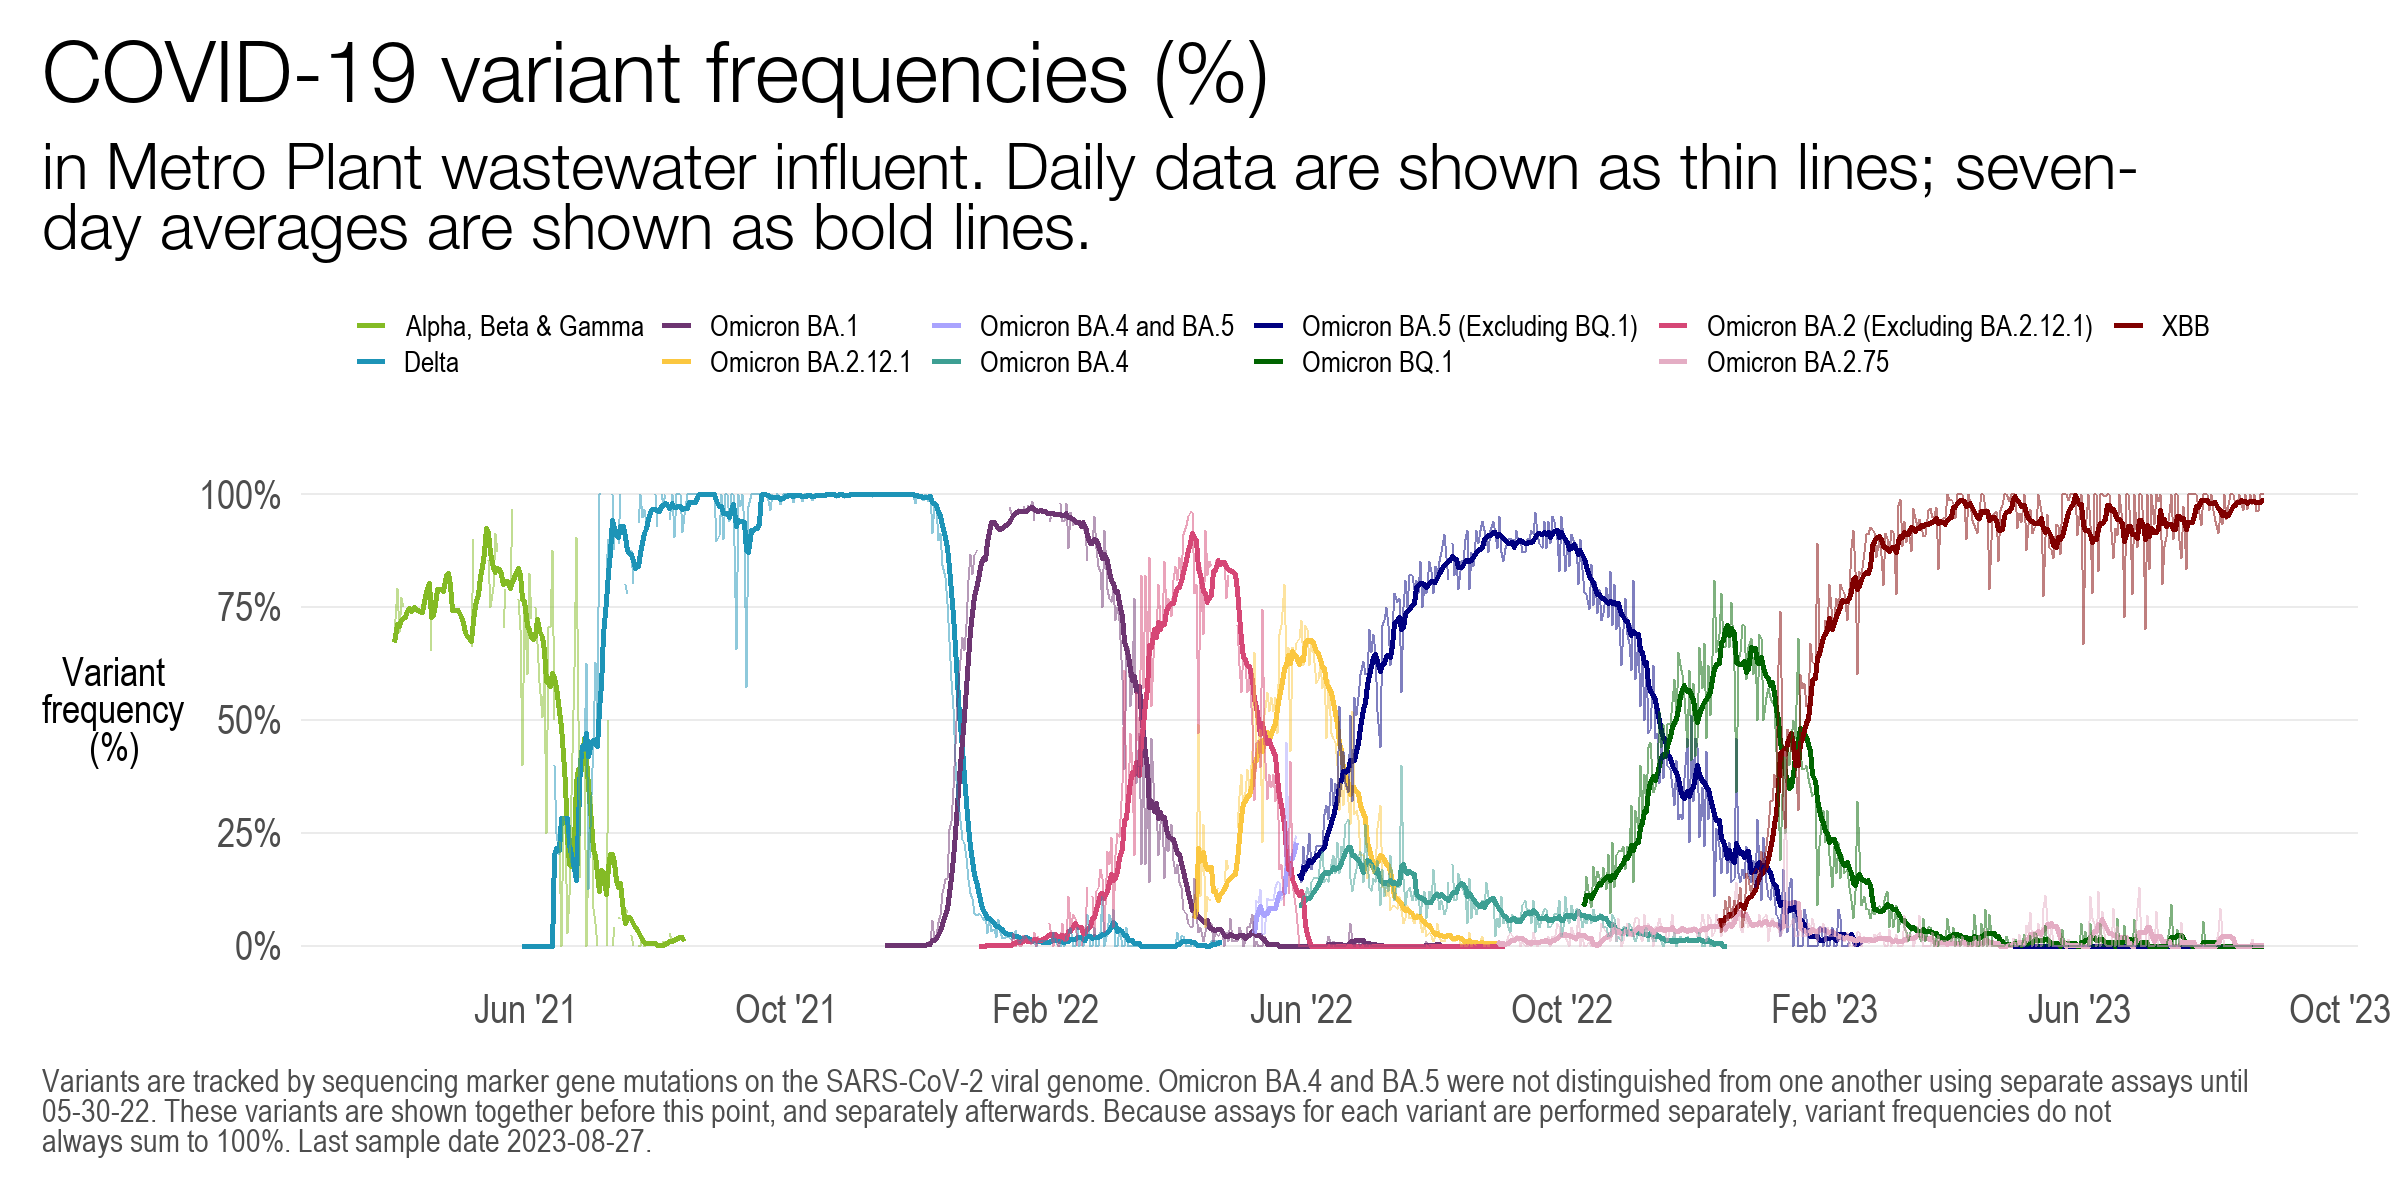 COVID-19 variant frequencies (%)
in Metro Plant wastewater influent. Daily data are shown as thin lines; seven-
day averages are shown as bold lines.
Alpha, Beta & Gamma
Omicron BA.1
Omicron BA.4 and BA.5
Omicron BA.5 (Excluding BQ.1)
Omicron BA.2 (Excluding BA.2.12.1)
XBB
Delta
Omicron BA.2.12.1
Omicron BA.4
Omicron BQ.1
Omicron BA.2.75
100%
75%
50%
25%
0%
Variant
frequency
(%)
Jun '21
Oct '21
Feb '22
Jun '22
Oct '22
Feb '23
Jun '23
Oct '23
Variants are tracked by sequencing marker gene mutations on the SARS-CoV-2 viral genome. Omicron BA.4 and BA.5 were not distinguished from one another using separate assays until
05-30-22. These variants are shown together before this point, and separately afterwards. Because assays for each variant are performed separately, variant frequencies do not
always sum to 100%. Last sample date 2023-08-27.